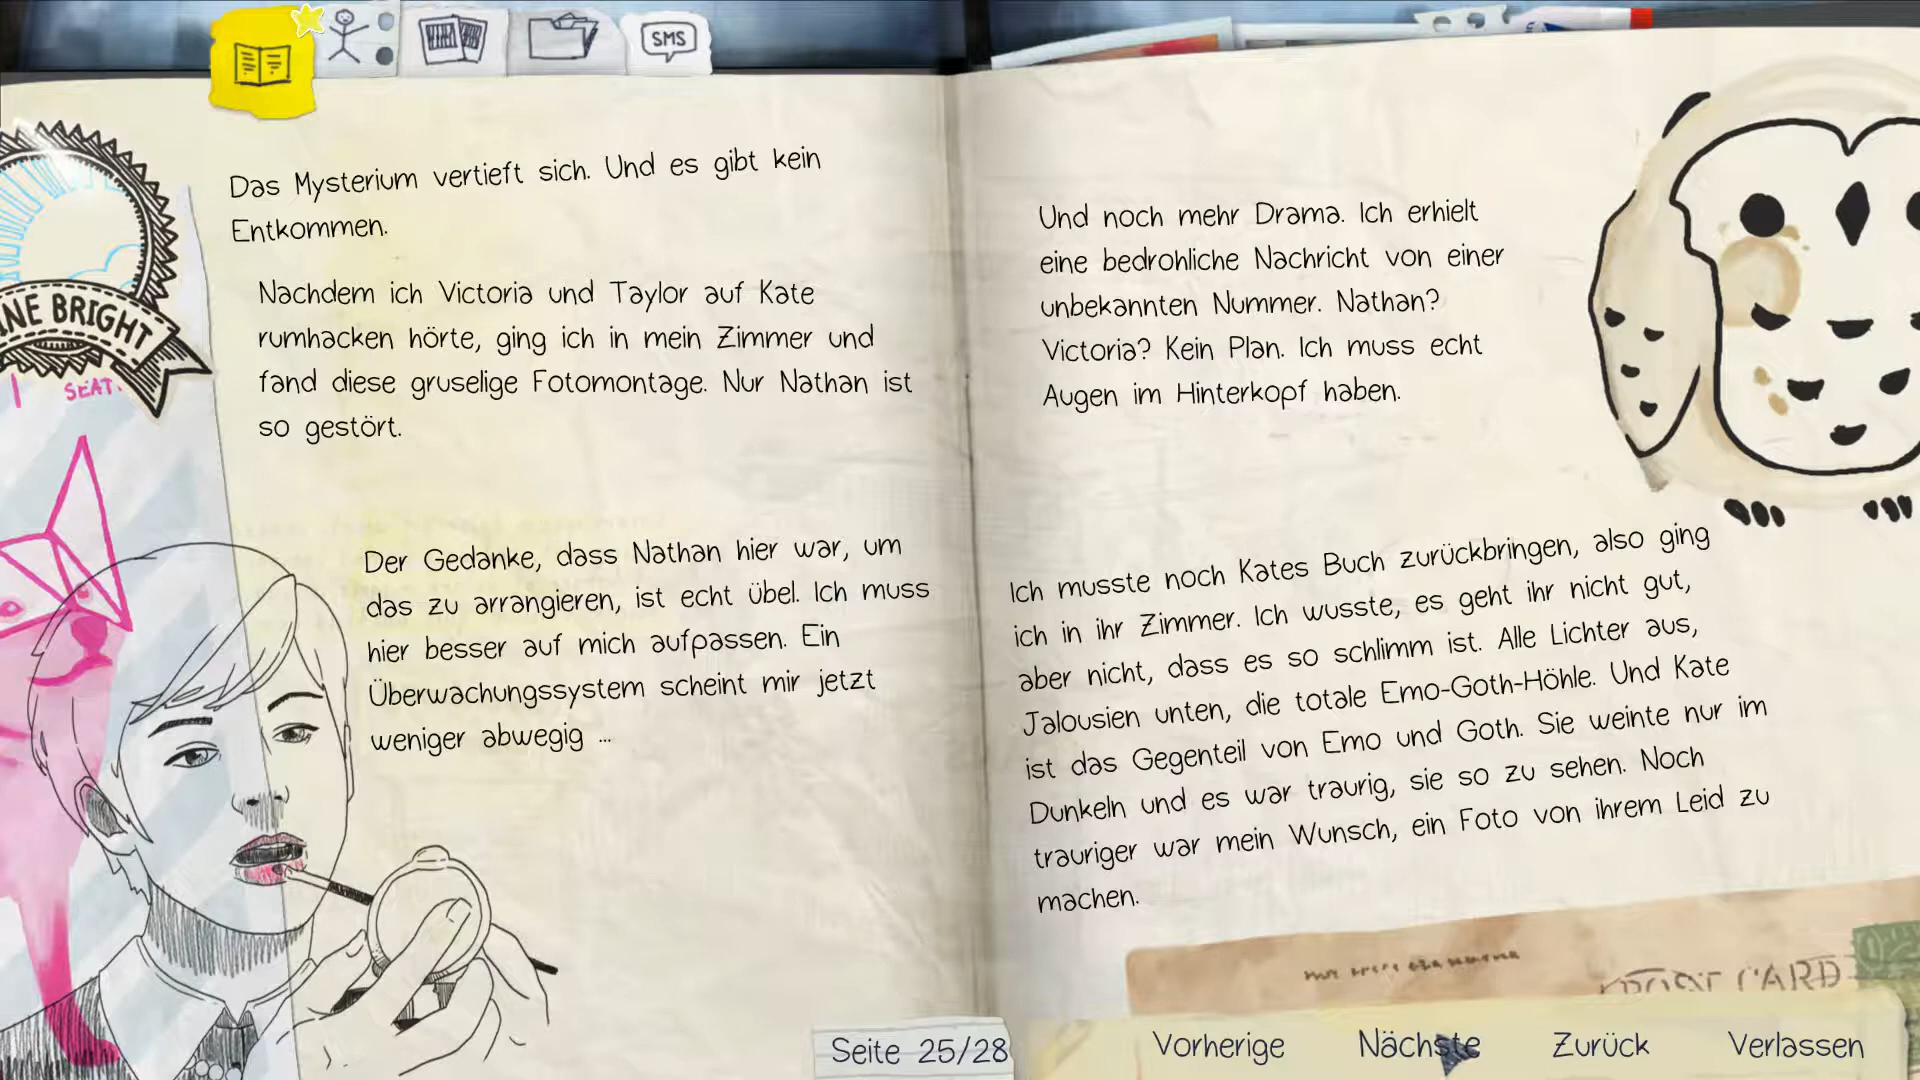 SMS
INE BRIGHT
SEAT.
Das Mysterium vertieft sich. Und es gibt kein
Entkommen.
Nachdem ich Victoria und Taylor auf Kate
rumhacken hörte, ging ich in mein Zimmer und
fand diese gruselige Fotomontage. Nur Nathan ist
so gestört.
Der Gedanke, dass Nathan hier war, um
das zu arrangieren, ist echt übel. Ich muss
hier besser auf mich aufpassen. Ein
Überwachungssystem scheint mir jetzt
weniger abwegig ...
Und noch mehr Drama. Ich erhielt
eine bedrohliche Nachricht von einer
unbekannten Nummer. Nathan?
Victoria? Kein Plan. Ich muss echt
Augen im Hinterkopf haben.
Ich musste noch Kates Buch zurückbringen, also ging
ich in ihr Zimmer. Ich wusste, es geht ihr nicht gut,
aber nicht, dass es so schlimm ist. Alle Lichter aus,
Jalousien unten, die totale Emo-Goth-Höhle. Und Kate
ist das Gegenteil von Emo und Goth. Sie weinte nur im
Dunkeln und es war traurig, sie so zu sehen. Noch
trauriger war mein Wunsch, ein Foto von ihrem Leid zu
machen.
POST CARD
Seite 25/28
Vorherige Nächste Zurück Verlassen